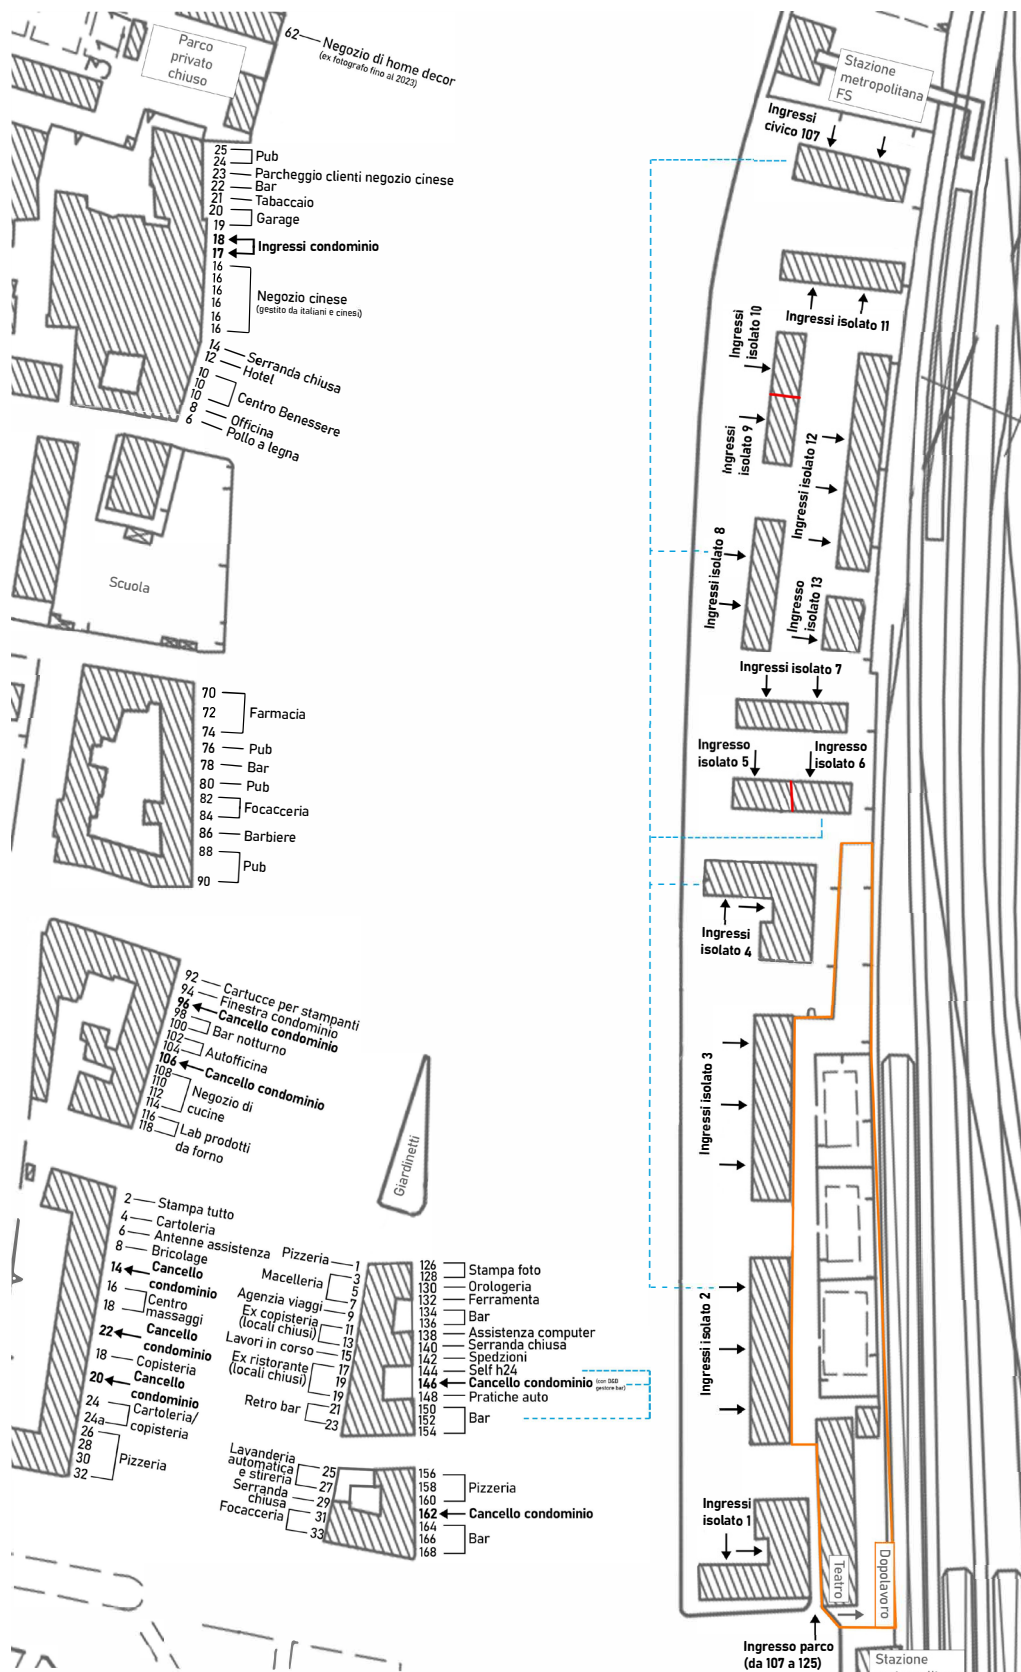 62
Negozio di home decor
(ex fotografo fino al 2023)
Parco
privato
chiuso
31
25
24
Pub
23
Parcheggio clienti negozio cinese
22
Bar
21
Tabaccaio
20
19
Garage
18
17
Ingressi condominio
16
16
16
16
16
16
Negozio cinese
(gestito da italiani e cinesi)
14
Serranda chiusa
12
Hotel
10
10
10
Centro Benessere
8
Officina
6
Pollo a legna
Scuola
70
72
74
Farmacia
76
Pub
78
Bar
80
Pub
82
84
Focacceria
86
Barbiere
88
90
Pub
92
Cartucce per stampanti
94
Finestra condominio
96
Cancello condominio
98
100
Bar notturno
102
104
Autofficina
106
Cancello condominio
108
110
112
114
Negozio di
cucine
116
118
Lab prodotti
da forno
Giardinetti
2
Stampa tutto
4
Cartoleria
6
Antenne assistenza
8
Bricolage
14
Cancello
condominio
16
18
Centro
massaggi
22
Cancello
condominio
18
Copisteria
20
Cancello
condominio
24
24a
Cartoleria/
copisteria
26
28
30
32
Pizzeria
Pizzeria
1
Macelleria
3
5
7
Agenzia viaggi
9
Ex copisteria
(locali chiusi)
11
13
Lavori in corso
15
Ex ristorante
(locali chiusi)
17
19
19
Retro bar
21
23
126
128
Stampa foto
130
Orologeria
132
Ferramenta
134
136
Bar
138
Assistenza computer
140
Serranda chiusa
142
Spedzioni
144
Self h24
146
Cancello condominio
(con D&D
gestore bar)
148
Pratiche auto
150
152
154
Bar
Lavanderia
automatica
e stireria
25
27
Serranda
chiusa
29
Focacceria
31
33
156
158
160
Pizzeria
162
Cancello condominio
164
166
168
Bar
Stazione
metropolitana
FS
Ingressi
civico 107
Ingressi isolato 11
Ingressi
isolato 10
Ingressi
isolato 9
Ingressi isolato 12
Ingressi isolato 8
Ingresso
isolato 13
Ingressi isolato 7
Ingresso
isolato 5
Ingresso
isolato 6
Ingressi
isolato 4
Ingressi isolato 3
Ingressi isolato 2
Ingressi
isolato 1
Teatro
Dopolavoro
Ingresso parco
(da 107 a 125)
Stazione